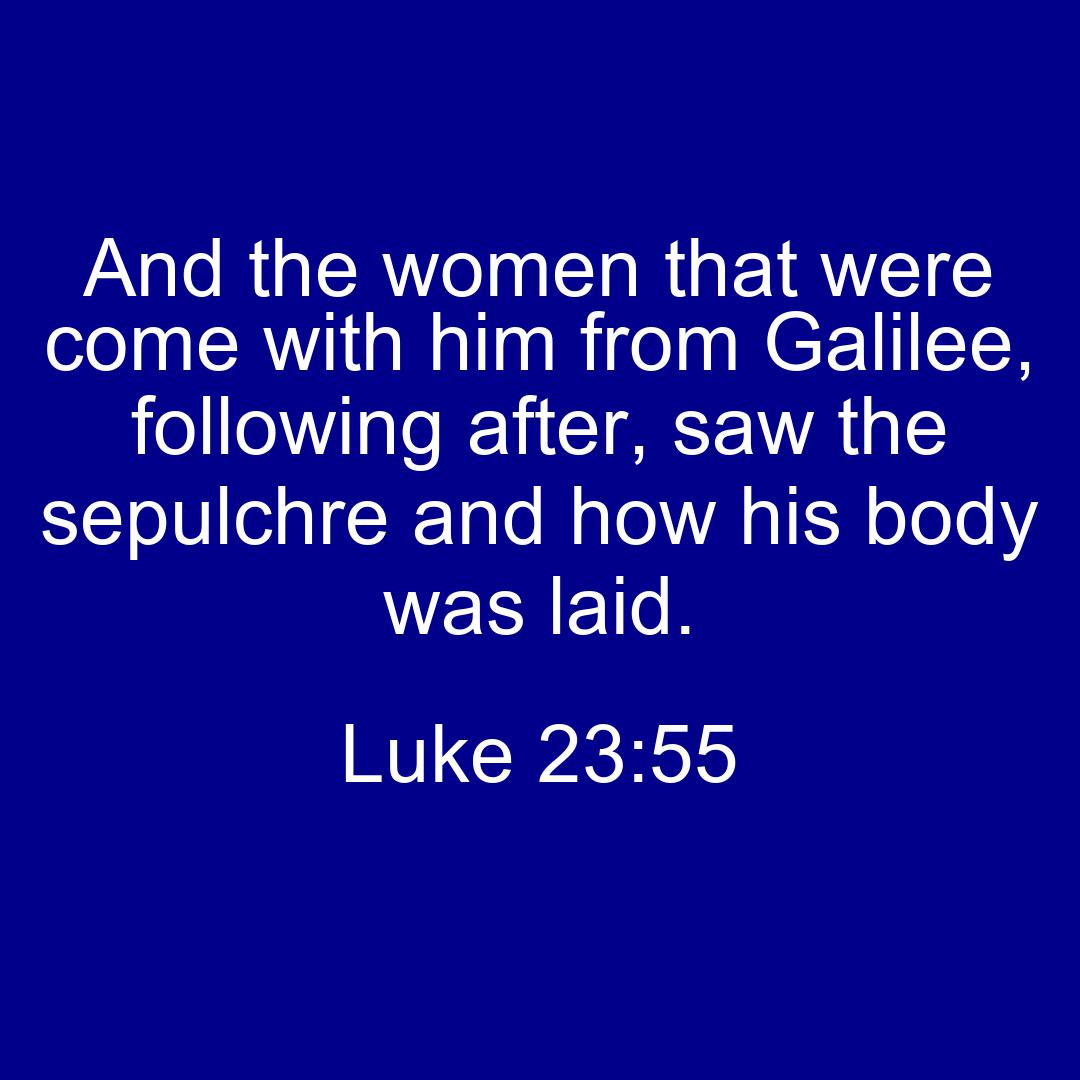 And the women that were
come with him from Galilee,
following after, saw the
sepulchre and how his body
was laid.
Luke 23:55